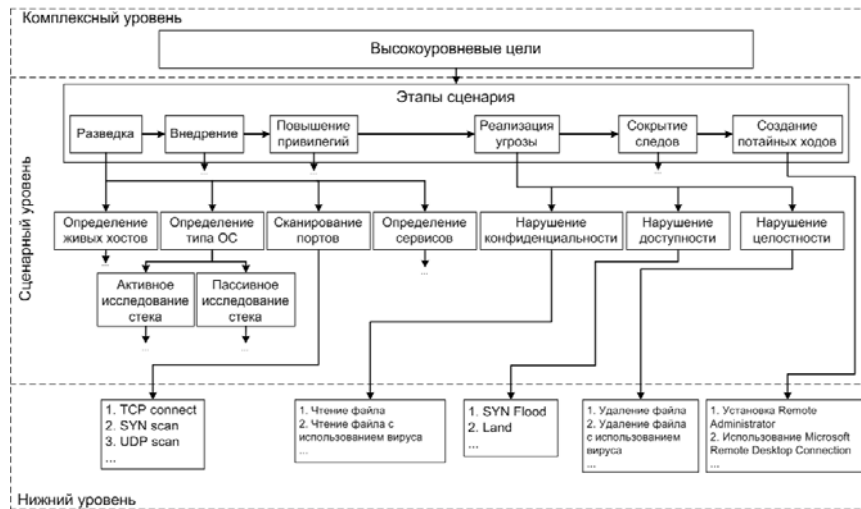 Комплексный уровень
Высокоуровневые цели
Сценарный уровень
Этапы сценария
Разведка
Внедрение
Повышение
привилегий
Реализация
угрозы
Сокрытие
следов
Создание
потайных ходов
...
...
...
Определение
живых хостов
Определение
типа ОС
Сканирование
портов
Определение
сервисов
Нарушение
конфиденциальности
Нарушение
доступности
Нарушение
целостности
...
...
Активное
исследование
стека
Пассивное
исследование
стека
...
...
1. TCP connect
2. SYN scan
3. UDP scan
...
1. Чтение файла
2. Чтение файла с
использованием вируса
...
1. SYN Flood
2. Land
...
1. Удаление файла
2. Удаление файла
с использованием
вируса
...
1. Установка Remote
Administrator
2. Использование Microsoft
Remote Desktop Connection
...
Нижний уровень